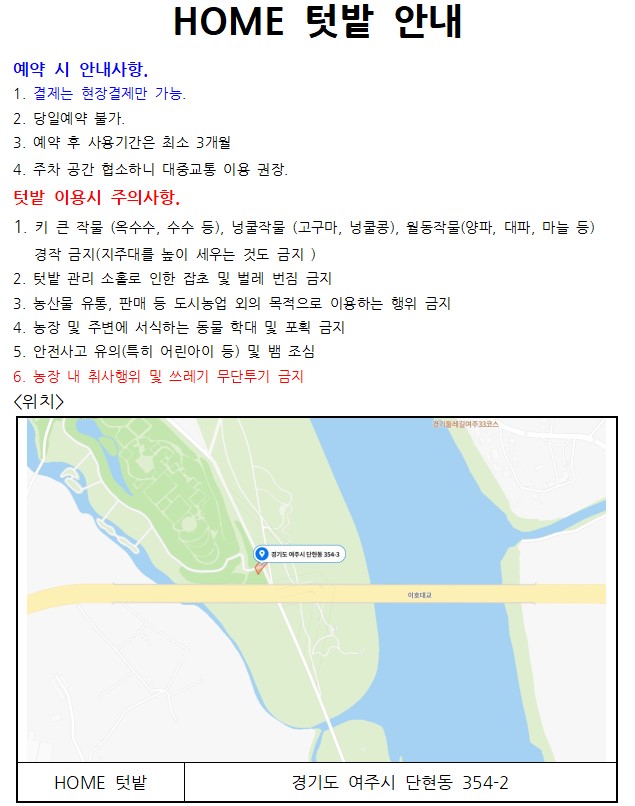 HOME 텃밭 안내
예약 시 안내사항.
1. 결제는 현장결제만 가능.
2. 당일예약 불가.
3. 예약 후 사용기간은 최소 3개월
4. 주차 공간 협소하니 대중교통 이용 권장.
텃밭 이용시 주의사항.
1. 키 큰 작물 (옥수수, 수수 등), 넝쿨작물 (고구마, 넝쿨콩), 월동작물(양파, 대파, 마늘 등)
경작 금지(지주대를 높이 세우는 것도 금지 )
2. 텃밭 관리 소홀로 인한 잡초 및 벌레 번짐 금지
3. 농산물 유통, 판매 등 도시농업 외의 목적으로 이용하는 행위 금지
4. 농장 및 주변에 서식하는 동물 학대 및 포획 금지
5. 안전사고 유의(특히 어린아이 등) 및 뱀 조심
6. 농장 내 취사행위 및 쓰레기 무단투기 금지
<위치>
경기둘레길여주33코스
경기도 여주시 단현동 354-3
이호대교
HOME 텃밭
경기도 여주시 단현동 354-2